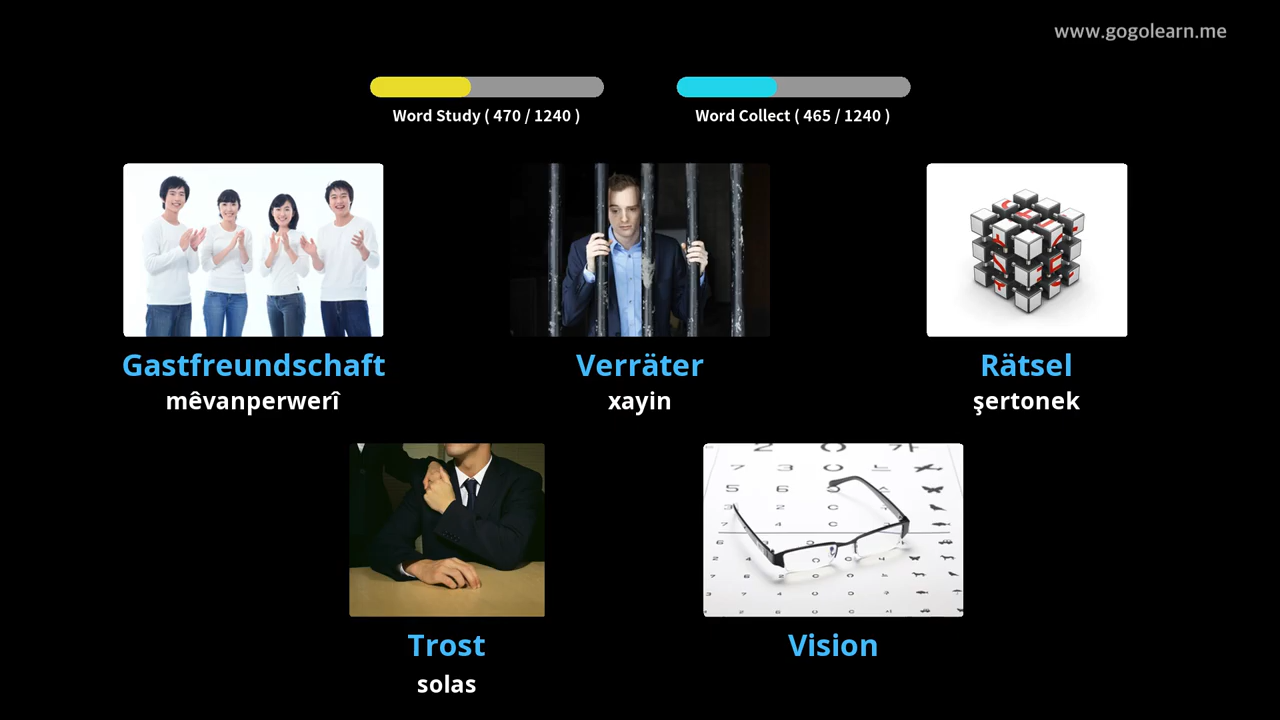 www.gogolearn.me
Word Study ( 470 / 1240 )
Word Collect ( 465 / 1240 )
Gastfreundschaft
mêvanperwerî
Verräter
xayin
Rätsel
şertonek
Trost
solas
Vision